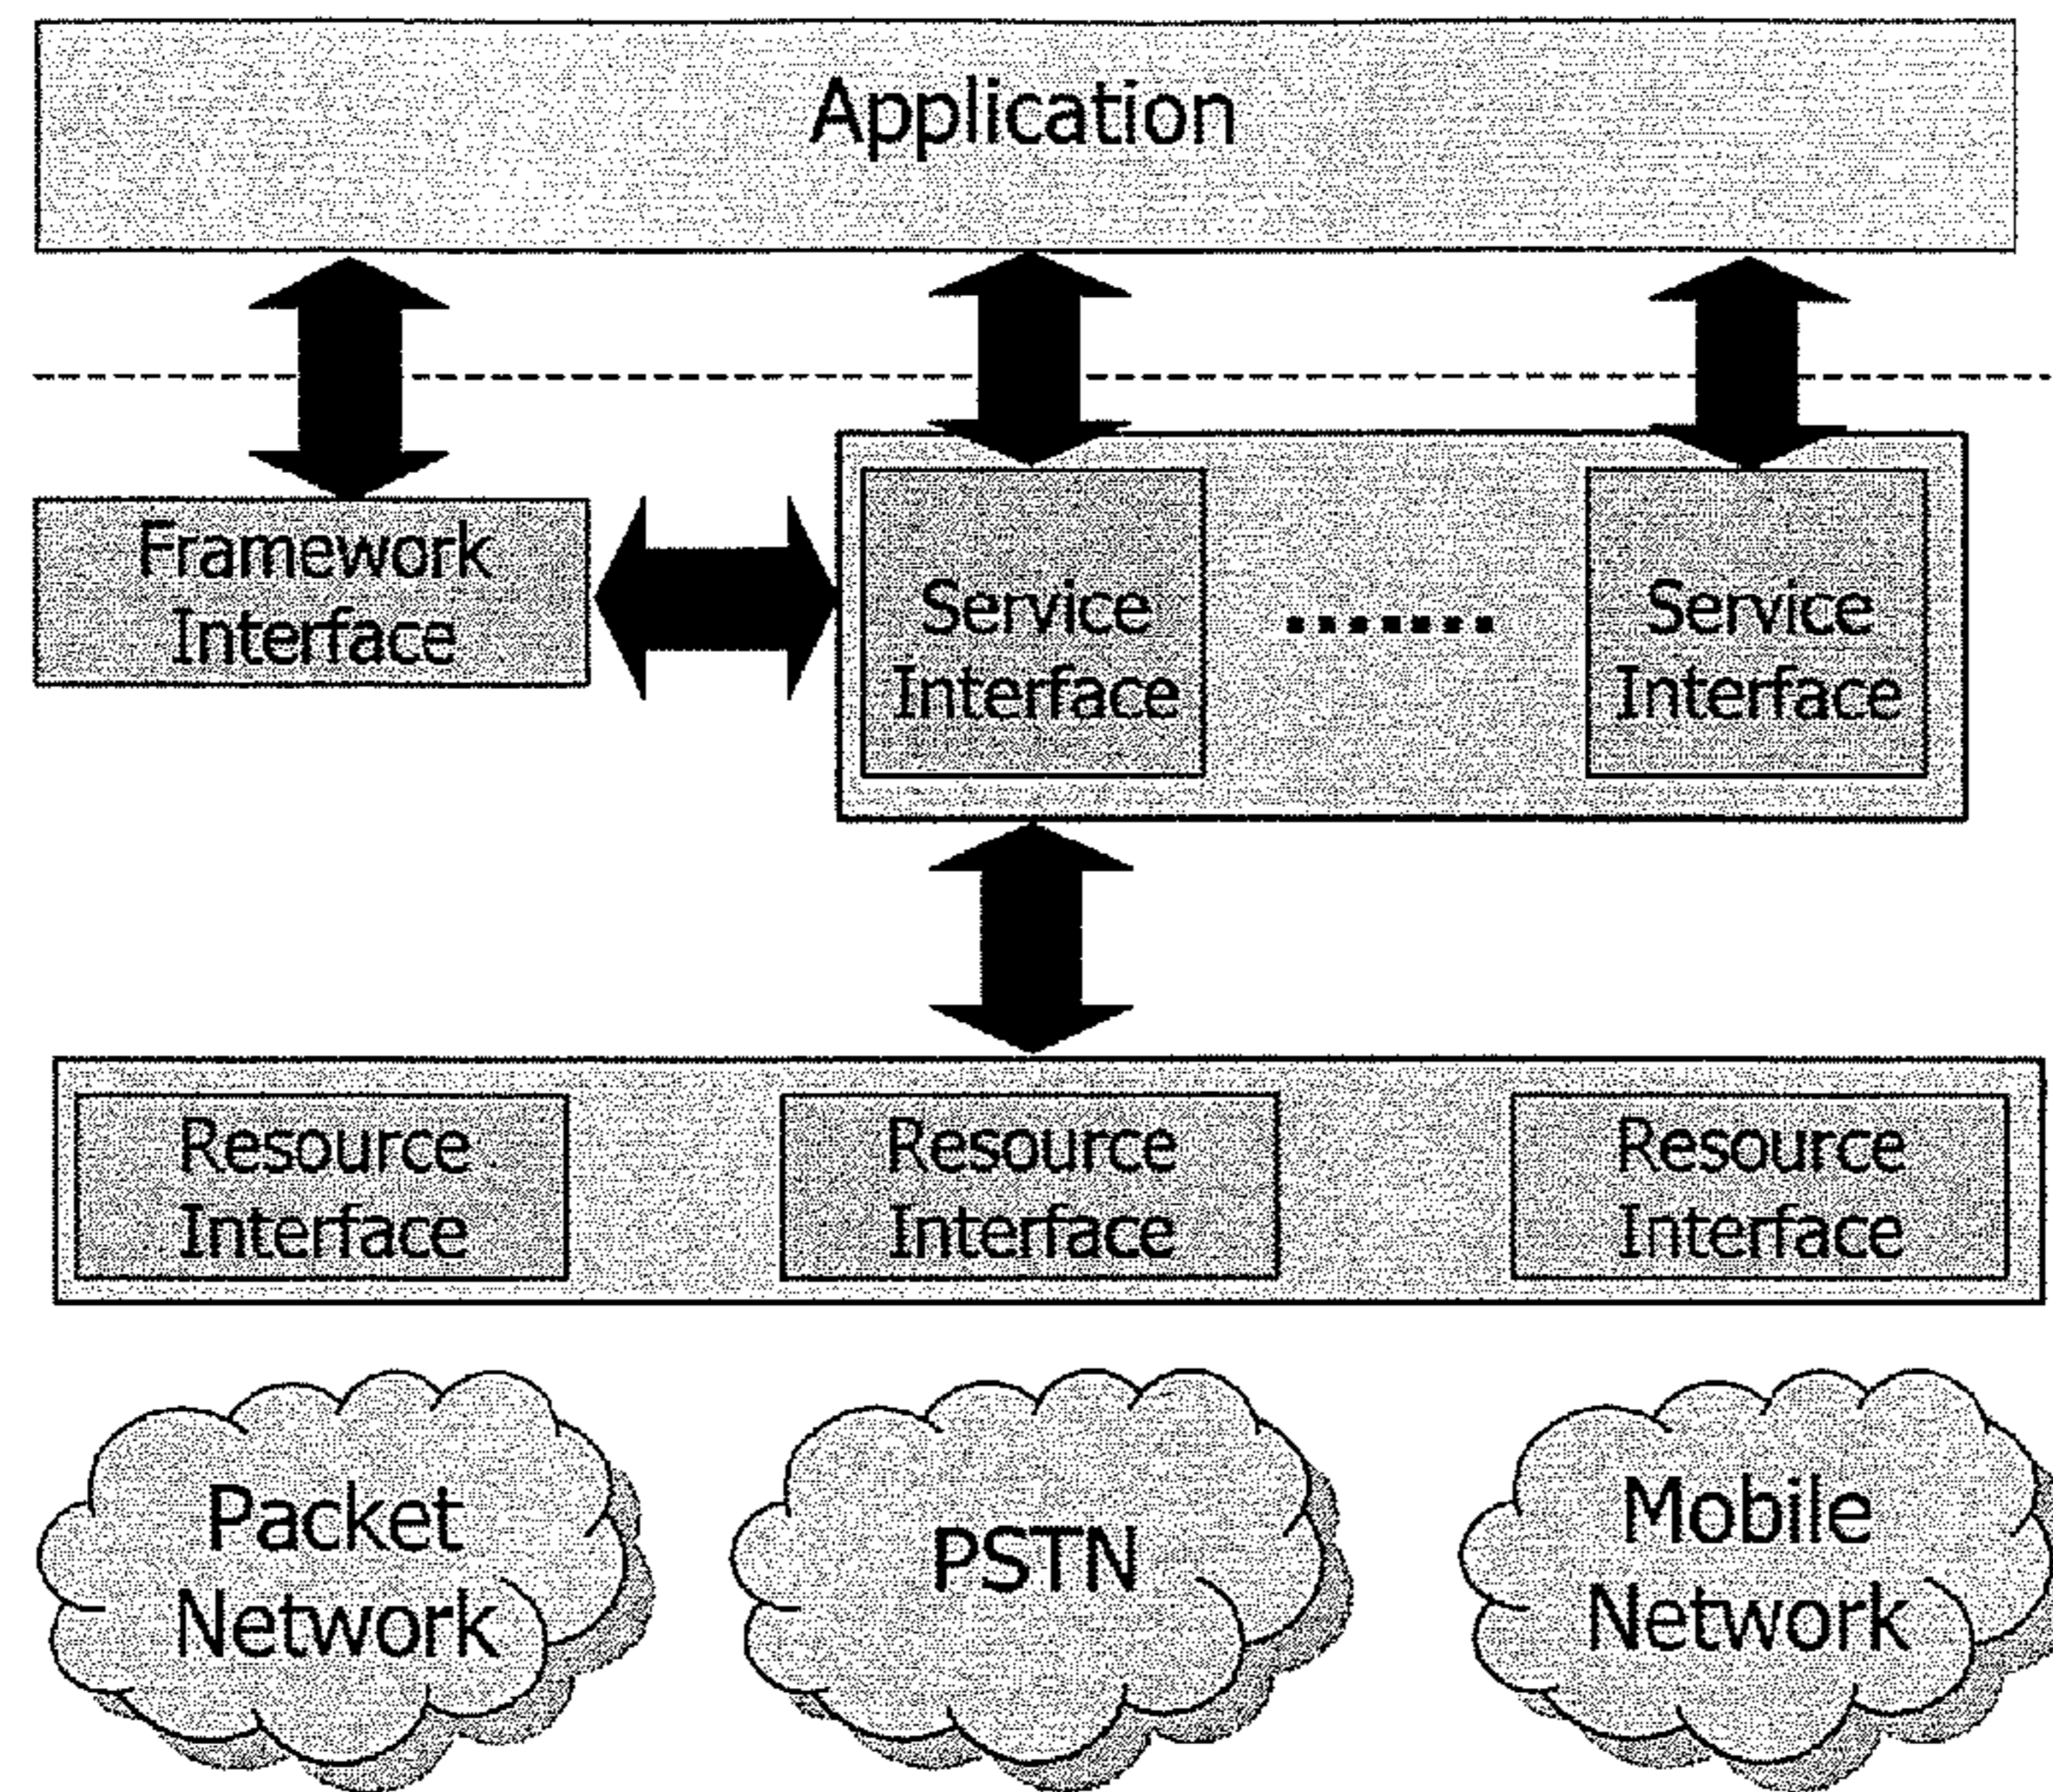 Application
Framework
Interface
Service
Interface
.......
Service
Interface
Resource
Interface
Resource
Interface
Resource
Interface
Packet
Network
PSTN
Mobile
Network